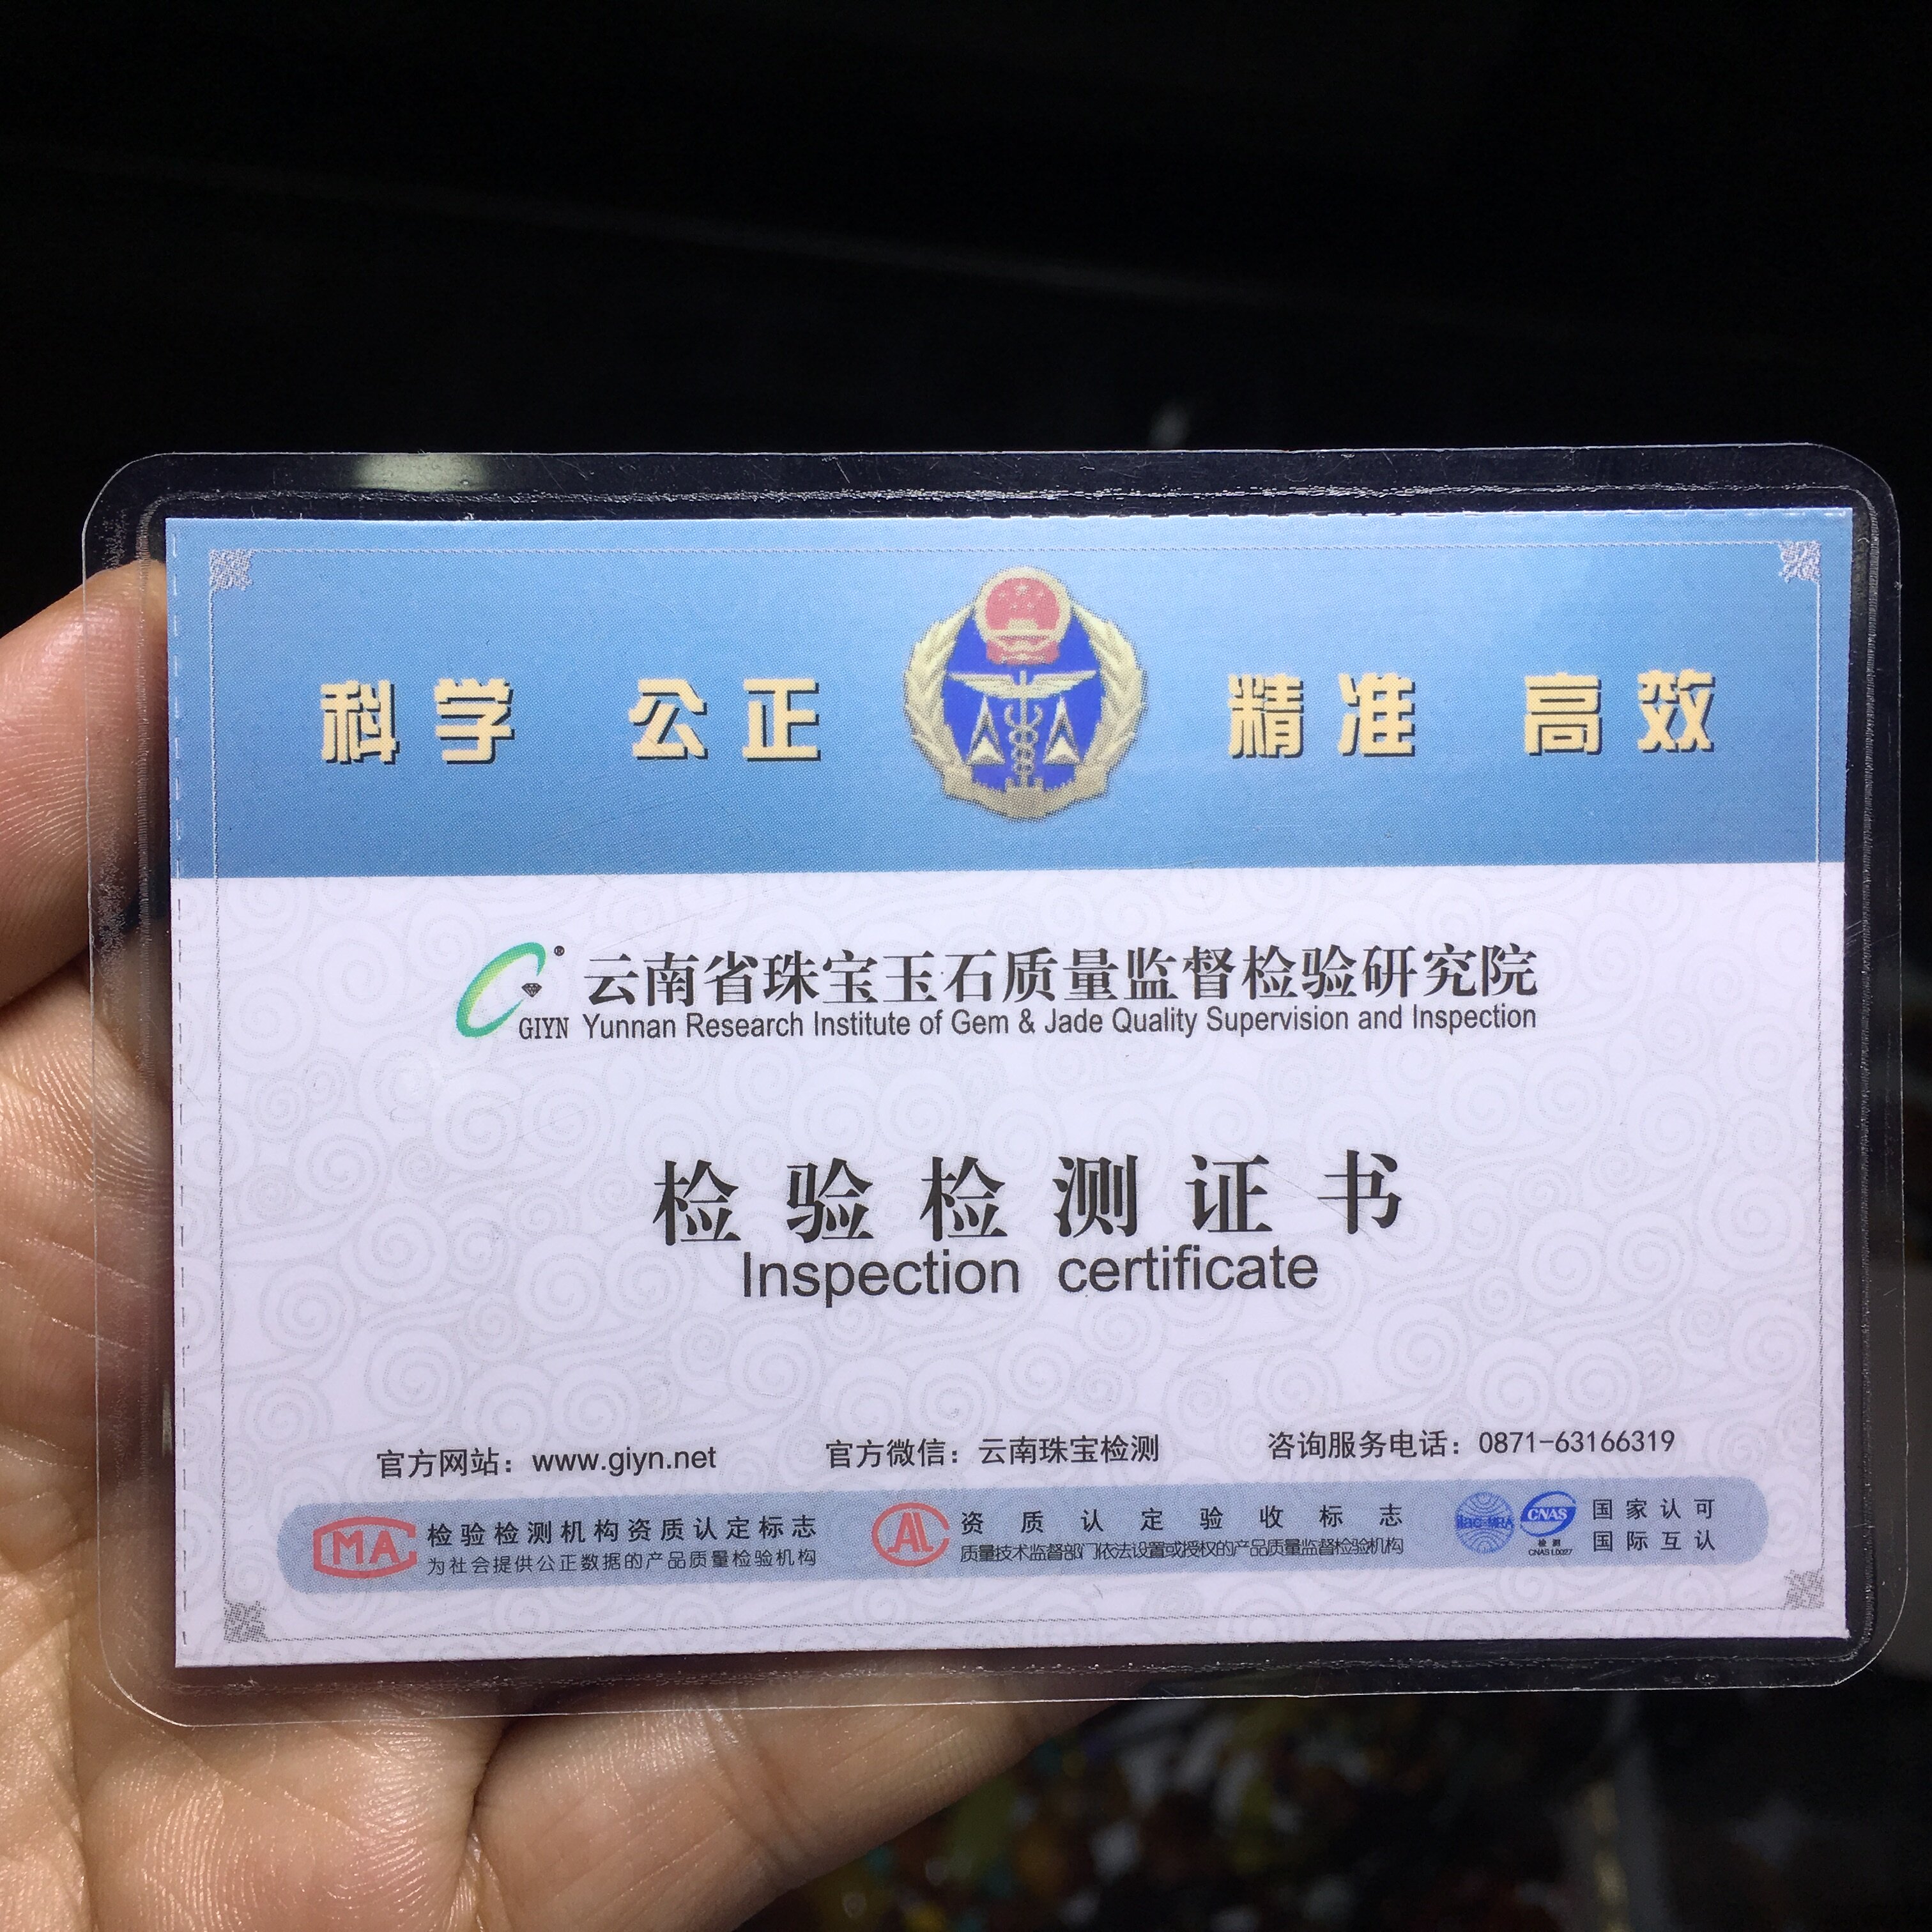 科学 公正 精准 高效
云南省珠宝玉石质量监督检验研究院
GIYN Yunnan Research Institute of Gem & Jade Quality Supervision and Inspection
检验检测证书
Inspection certificate
官方网站：www.giyn.net 官方微信：云南珠宝检测 咨询服务电话：0871-63166319
MA 检验检测机构资质认定标志
为社会提供公正数据的产品质量检验机构
AL 资质认定验收标志
质量技术监督部门依法设置或授权的产品质量监督检验机构
ilac-MRA CNAS 国家认可
检测 国际互认